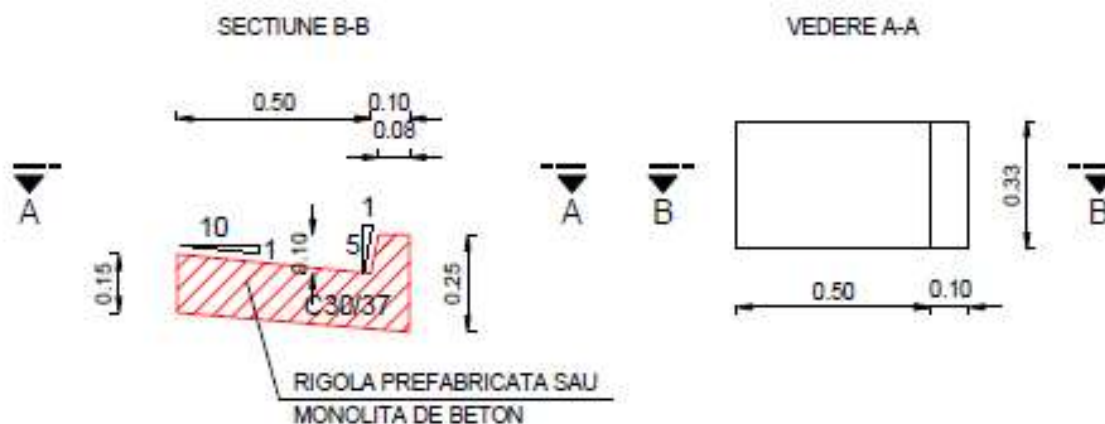 SECTIUNE B-B
VEDERE A-A
0.50
0.10
0.08
A
A
B
B
10
1
0.10
1
5
0.15
0.25
C30/37
0.33
0.50
0.10
RIGOLA PREFABRICATA SAU
MONOLITA DE BETON